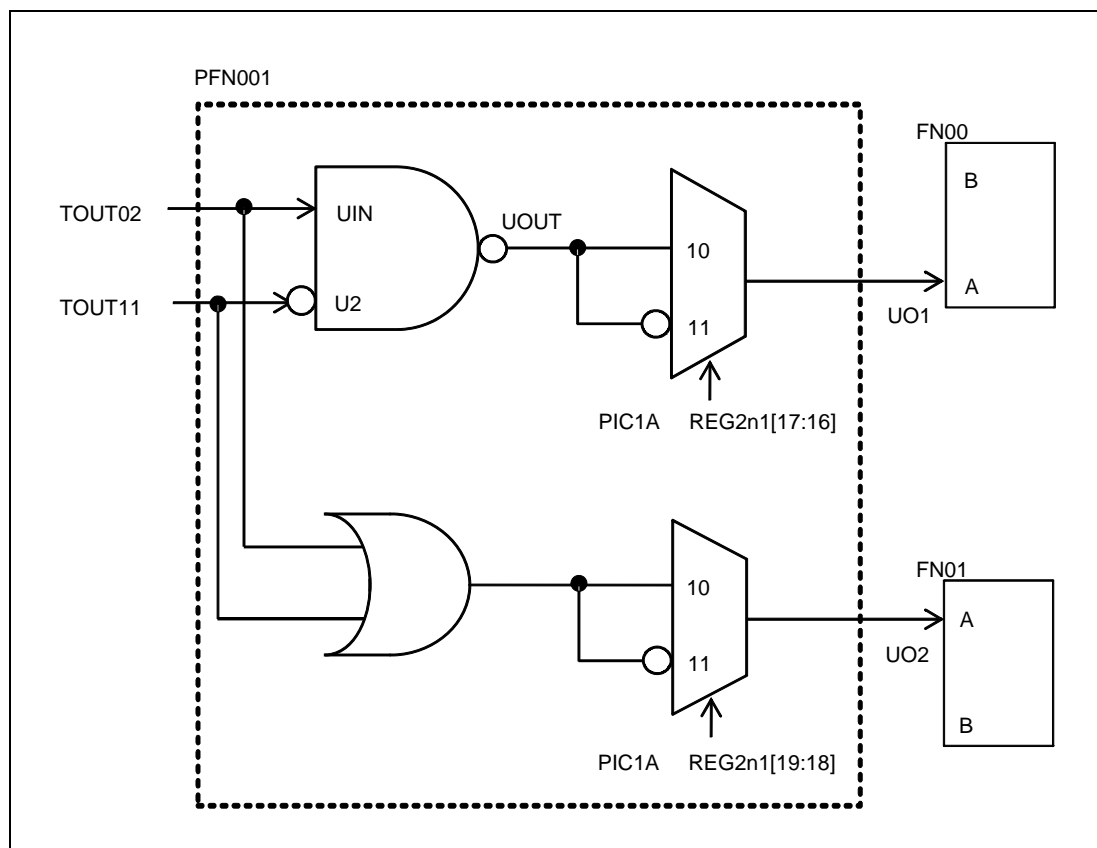 PFN001
FN00
B
TOUT02
UIN
UOUT
10
TOUT11
U2
A
11
UO1
PIC1A REG2n1[17:16]
FN01
10
A
UO2
11
B
PIC1A REG2n1[19:18]